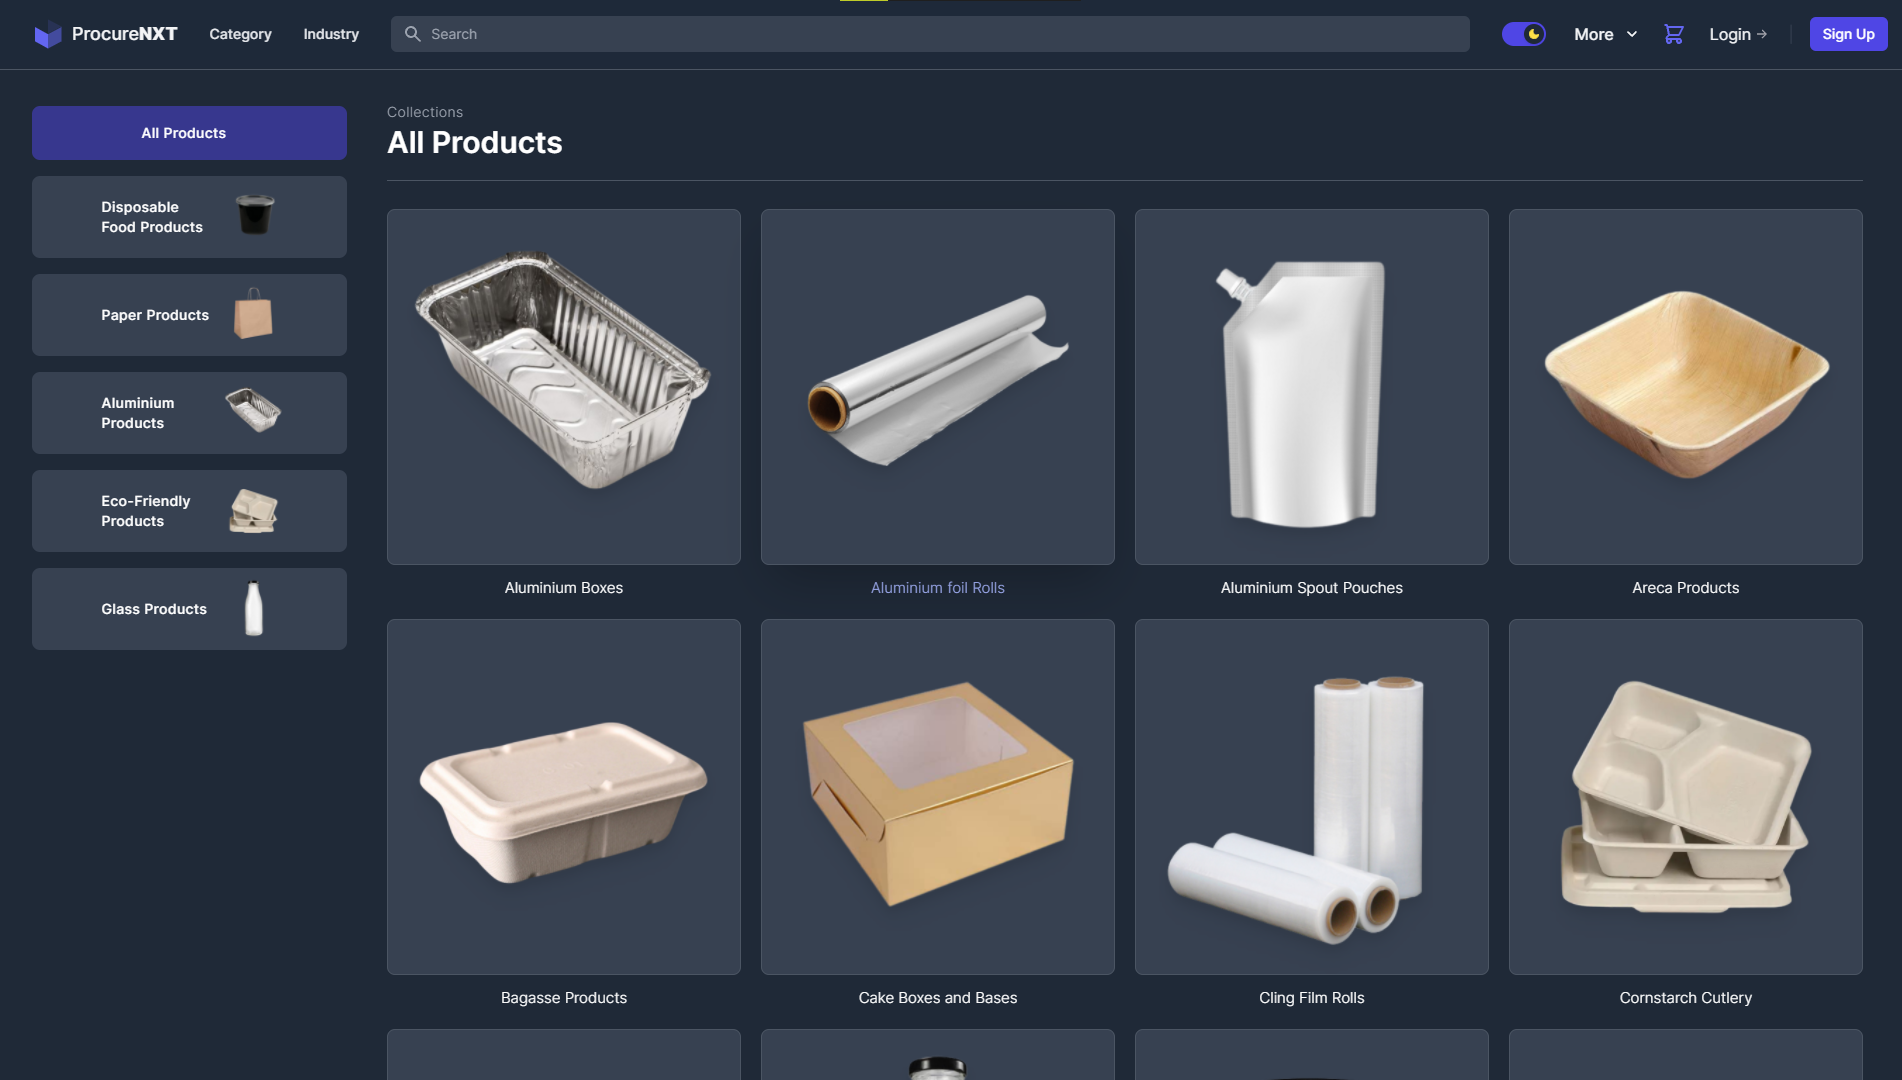 ProcureNXT
Category
Industry
Search
More
Login
Sign Up
All Products
Disposable
Food Products
Paper Products
Aluminium
Products
Eco-Friendly
Products
Glass Products
Collections
All Products
Aluminium Boxes
Aluminium foil Rolls
Aluminium Spout Pouches
Areca Products
Bagasse Products
Cake Boxes and Bases
Cling Film Rolls
Cornstarch Cutlery